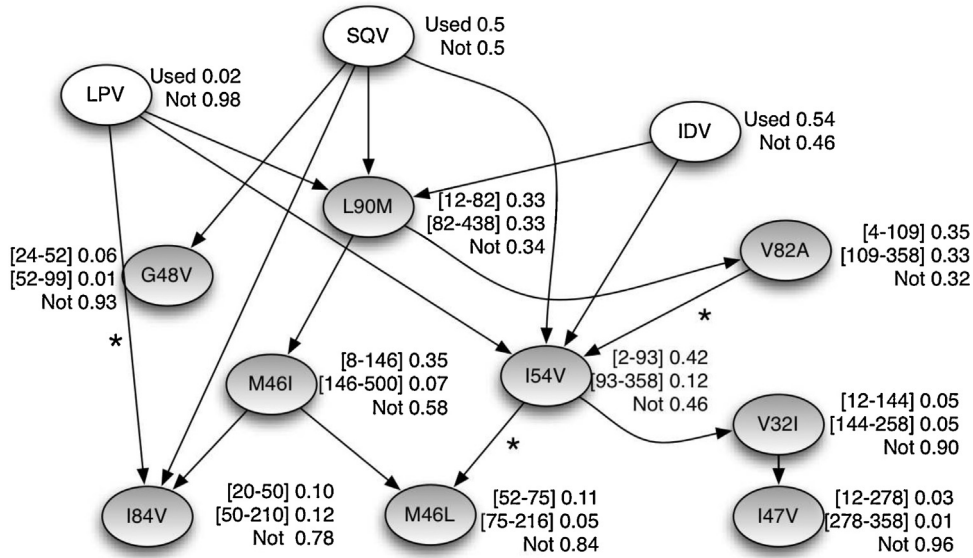 SQV
Used 0.5
Not 0.5
LPV
Used 0.02
Not 0.98
IDV
Used 0.54
Not 0.46
L90M
[12-82] 0.33
[82-438] 0.33
Not 0.34
V82A
[4-109] 0.35
[109-358] 0.33
Not 0.32
[24-52] 0.06
[52-99] 0.01
Not 0.93
G48V
*
*
M46I
[8-146] 0.35
[146-500] 0.07
Not 0.58
I54V
[2-93] 0.42
[93-358] 0.12
Not 0.46
V32I
[12-144] 0.05
[144-258] 0.05
Not 0.90
*
I84V
[20-50] 0.10
[50-210] 0.12
Not 0.78
M46L
[52-75] 0.11
[75-216] 0.05
Not 0.84
I47V
[12-278] 0.03
[278-358] 0.01
Not 0.96